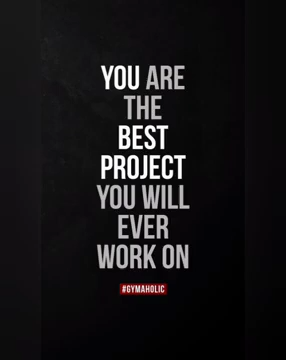 YOU ARE
THE
BEST
PROJECT
YOU WILL
EVER
WORK ON
#GYMAHOLIC